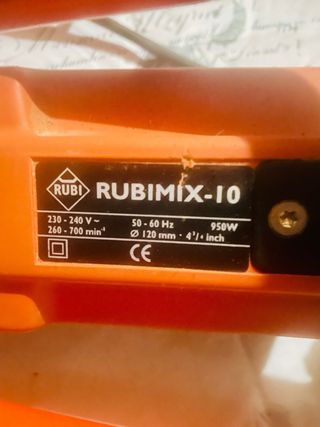 RUBI
RUBIMIX-10
230 - 240 V ~ 50 - 60 Hz 950W
260 - 700 min⁻¹ Ø 120 mm · 4 3/4 inch
CE